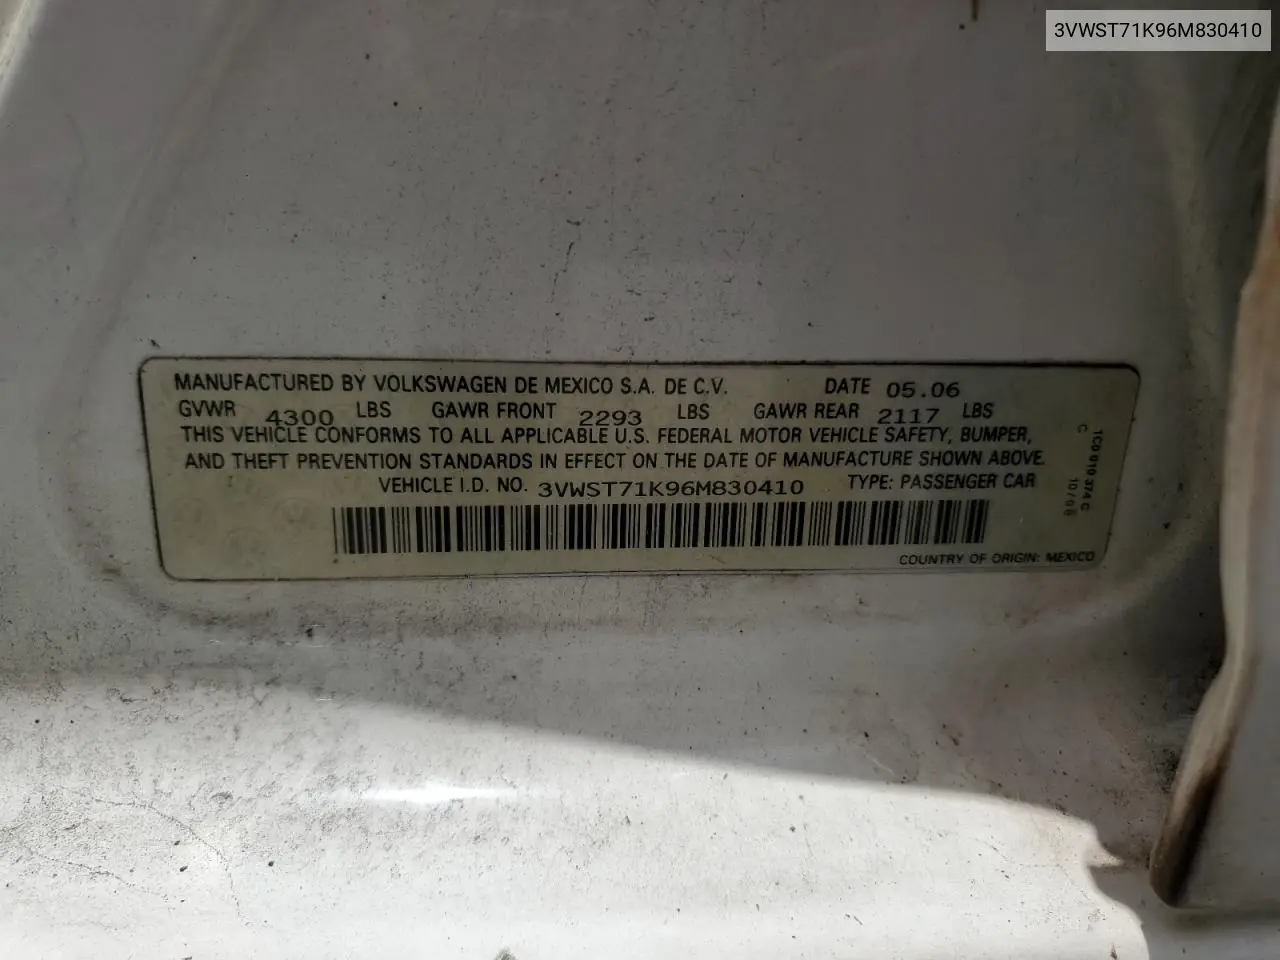 3VWST71K96M830410
MANUFACTURED BY VOLKSWAGEN DE MEXICO S.A. DE C.V. DATE 05.06
GVWR 4300 LBS GAWR FRONT 2293 LBS GAWR REAR 2117 LBS
THIS VEHICLE CONFORMS TO ALL APPLICABLE U.S. FEDERAL MOTOR VEHICLE SAFETY, BUMPER,
AND THEFT PREVENTION STANDARDS IN EFFECT ON THE DATE OF MANUFACTURE SHOWN ABOVE.
VEHICLE I.D. NO. 3VWST71K96M830410 TYPE: PASSENGER CAR
COUNTRY OF ORIGIN: MEXICO
919 374 C
C